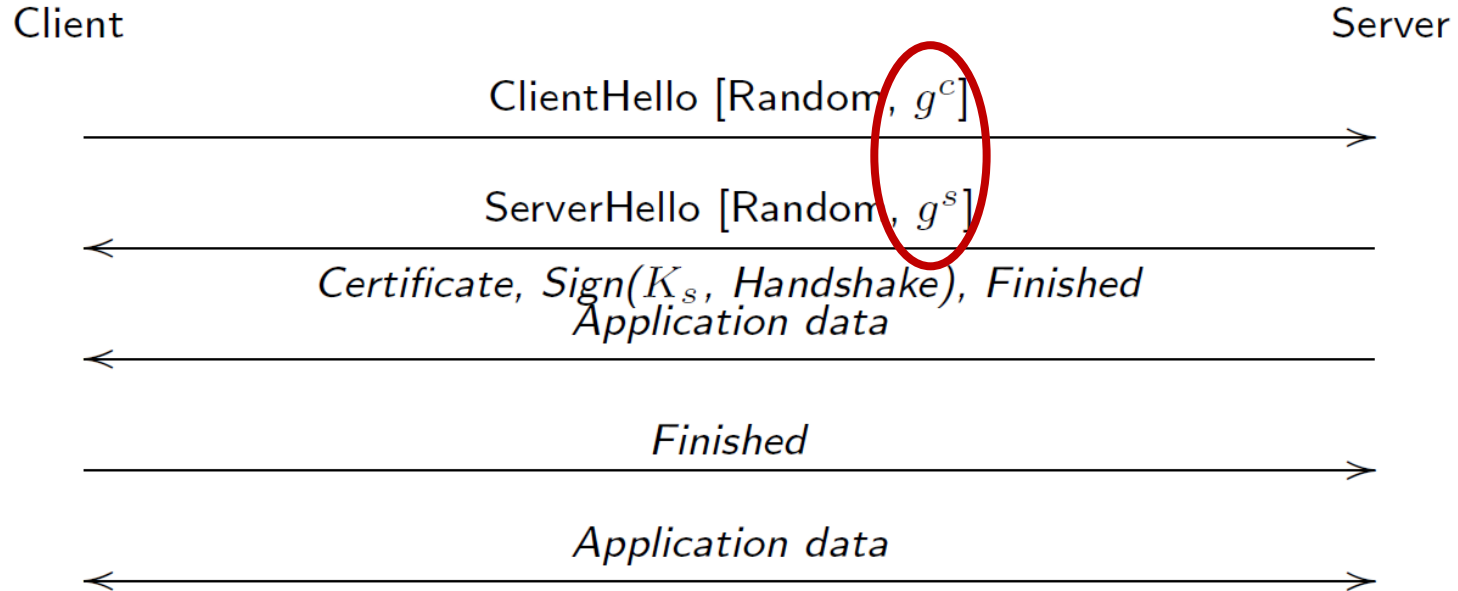 Client Server
ClientHello [Random, g^c]
ServerHello [Random, g^s]
Certificate, Sign(K_s, Handshake), Finished
Application data
Finished
Application data